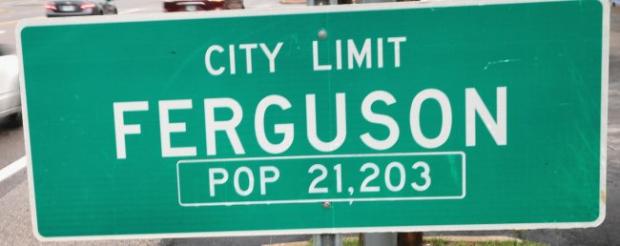 CITY LIMIT
FERGUSON
POP 21,203